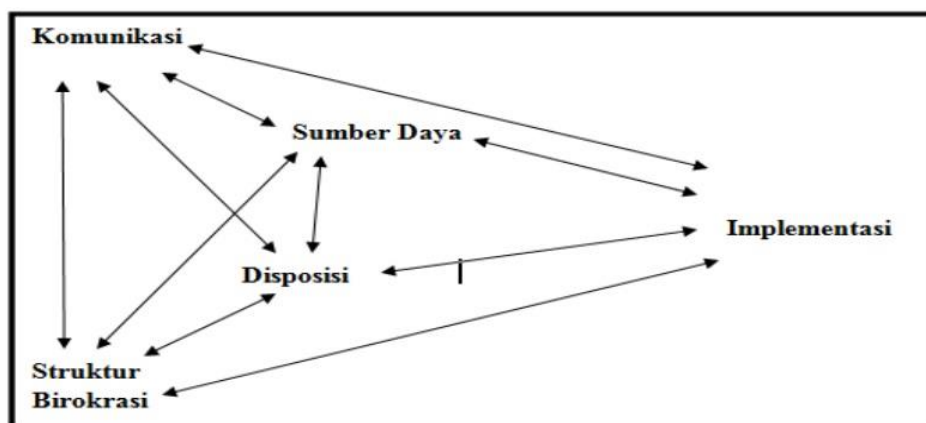 Komunikasi
Sumber Daya
Implementasi
Disposisi
Struktur
Birokrasi